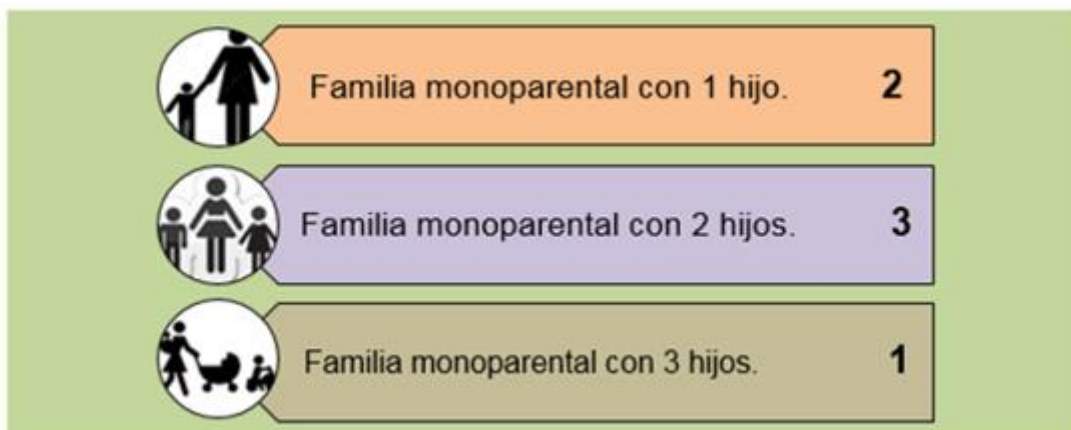 Familia monoparental con 1 hijo. 2
Familia monoparental con 2 hijos. 3
Familia monoparental con 3 hijos. 1